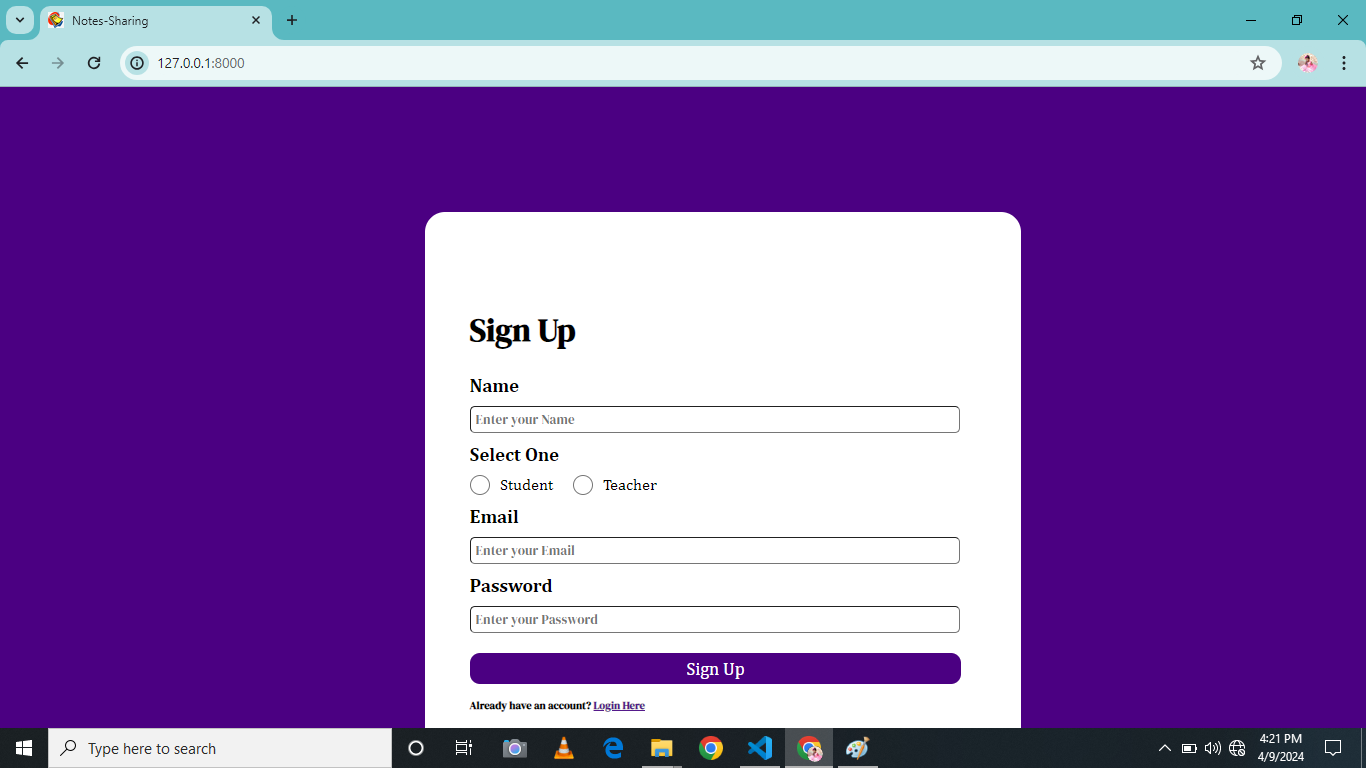 Notes-Sharing
127.0.0.1:8000
Sign Up
Name
Enter your Name
Select One
Student Teacher
Email
Enter your Email
Password
Enter your Password
Sign Up
Already have an account? Login Here
Type here to search
4:21 PM
4/9/2024